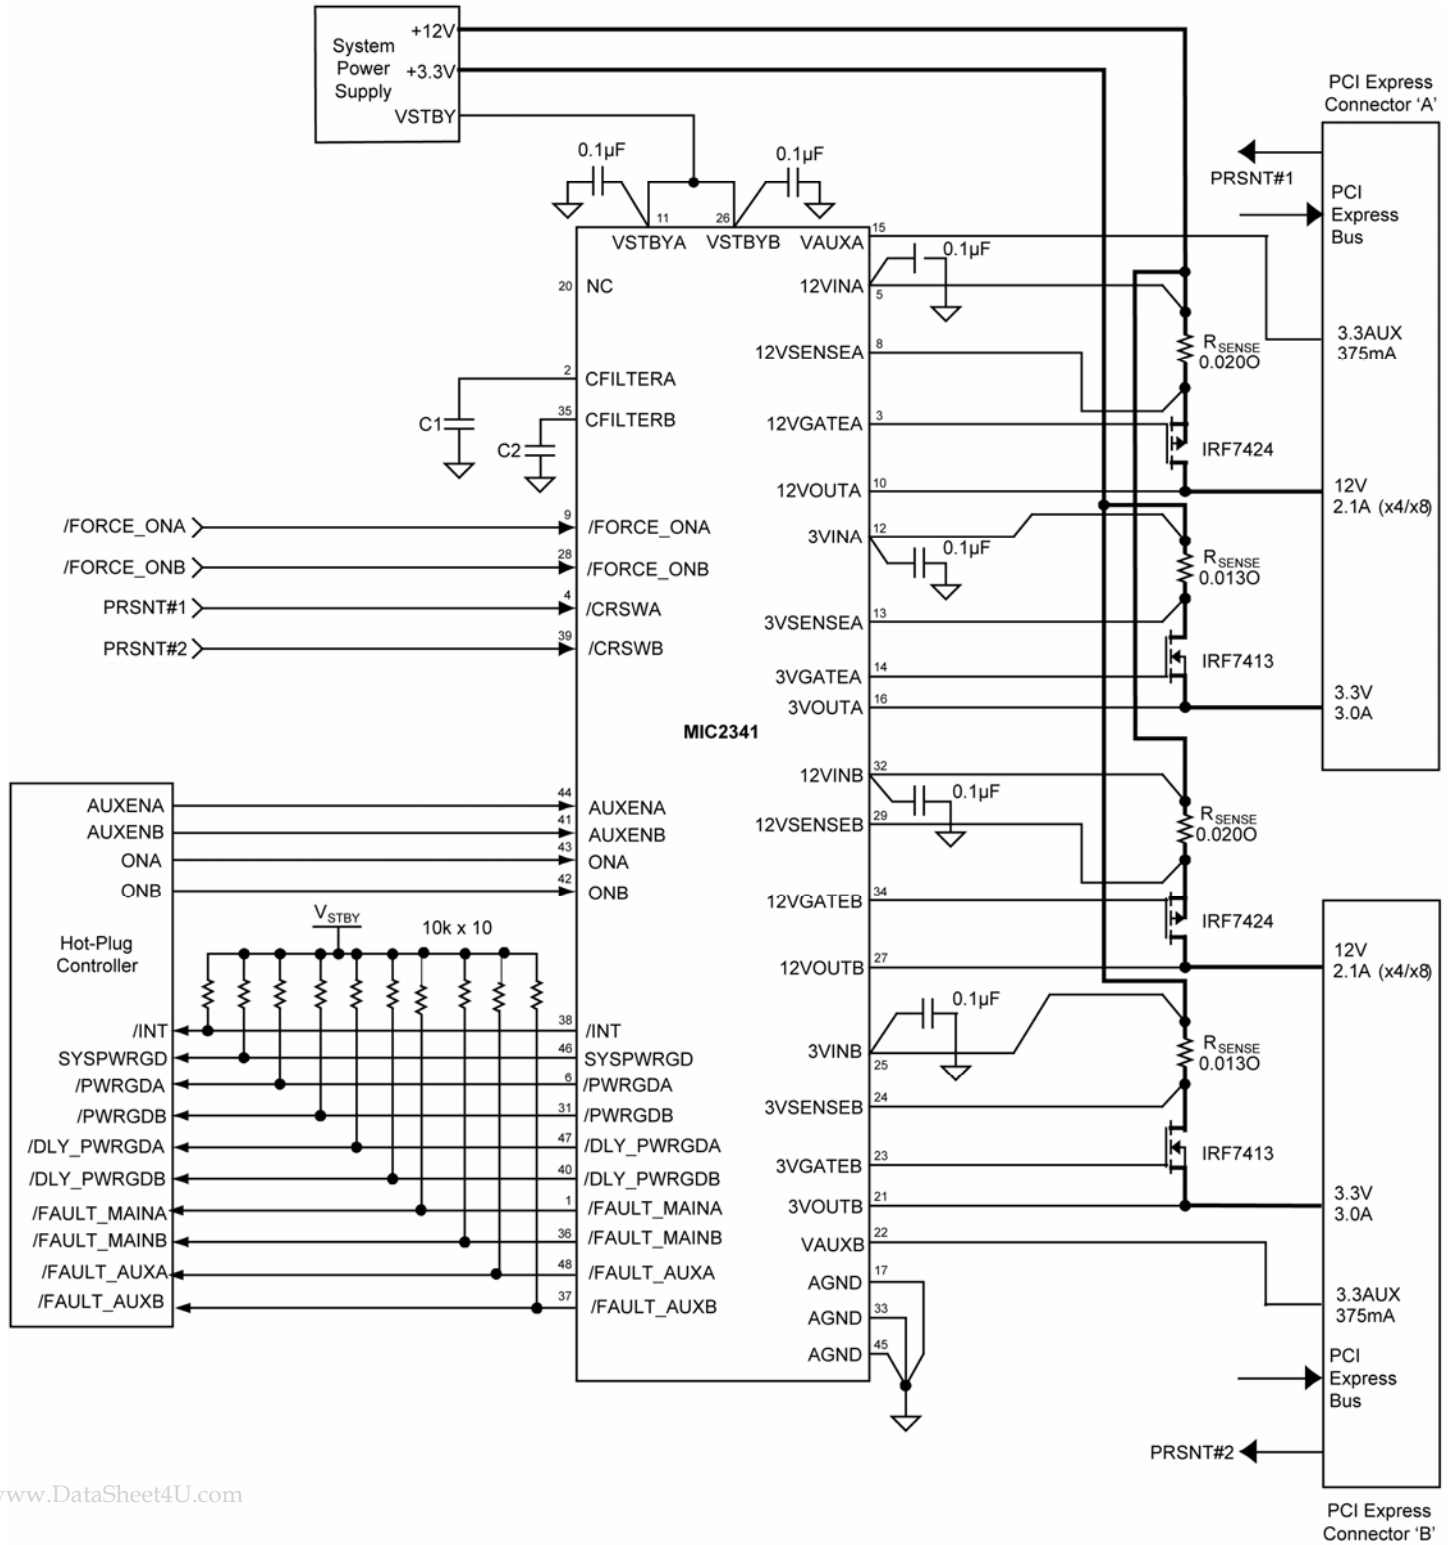 System
Power
Supply
+12V
+3.3V
VSTBY
PCI Express
Connector 'A'
PRSNT#1
PCI
Express
Bus
3.3AUX
375mA
12V
2.1A (x4/x8)
3.3V
3.0A
0.1µF
0.1µF
11
26
VSTBYA
VSTBYB
20
NC
2
CFILTERA
35
CFILTERB
C1
C2
/FORCE_ONA
9
/FORCE_ONA
/FORCE_ONB
28
/FORCE_ONB
PRSNT#1
4
/CRSWA
PRSNT#2
39
/CRSWB
MIC2341
VAUXA
15
0.1µF
12VINA
5
12VSENSEA
8
RSENSE
0.020O
12VGATEA
3
IRF7424
12VOUTA
10
3VINA
12
0.1µF
RSENSE
0.013O
3VSENSEA
13
3VGATEA
14
IRF7413
3VOUTA
16
12VINB
32
0.1µF
12VSENSEB
29
RSENSE
0.020O
12VGATEB
34
IRF7424
12VOUTB
27
0.1µF
3VINB
25
RSENSE
0.013O
3VSENSEB
24
3VGATEB
23
IRF7413
3VOUTB
21
VAUXB
22
AGND
17
AGND
33
AGND
45
Hot-Plug
Controller
AUXENA
44
AUXENA
AUXENB
41
AUXENB
ONA
43
ONA
ONB
42
ONB
VSTBY
10k x 10
/INT
38
/INT
SYSPWRGD
46
SYSPWRGD
/PWRGDA
6
/PWRGDA
/PWRGDB
31
/PWRGDB
/DLY_PWRGDA
47
/DLY_PWRGDA
/DLY_PWRGDB
40
/DLY_PWRGDB
/FAULT_MAINA
1
/FAULT_MAINA
/FAULT_MAINB
36
/FAULT_MAINB
/FAULT_AUXA
48
/FAULT_AUXA
/FAULT_AUXB
37
/FAULT_AUXB
12V
2.1A (x4/x8)
3.3V
3.0A
3.3AUX
375mA
PCI
Express
Bus
PRSNT#2
PCI Express
Connector 'B'
www.DataSheet4U.com